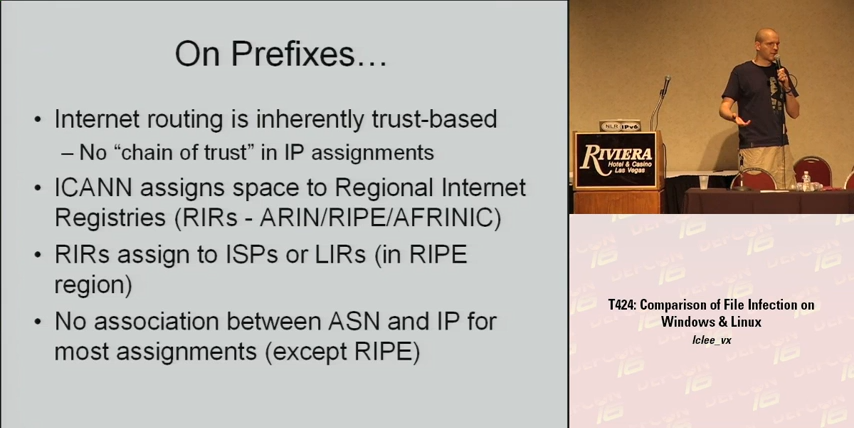 On Prefixes...
• Internet routing is inherently trust-based
– No “chain of trust” in IP assignments
• ICANN assigns space to Regional Internet
Registries (RIRs - ARIN/RIPE/AFRINIC)
• RIRs assign to ISPs or LIRs (in RIPE
region)
• No association between ASN and IP for
most assignments (except RIPE)
IPv6
RIVIERA
Hotel & Casino
Las Vegas
T424: Comparison of File Infection on
Windows & Linux
lclee_vx
DEFCON
16